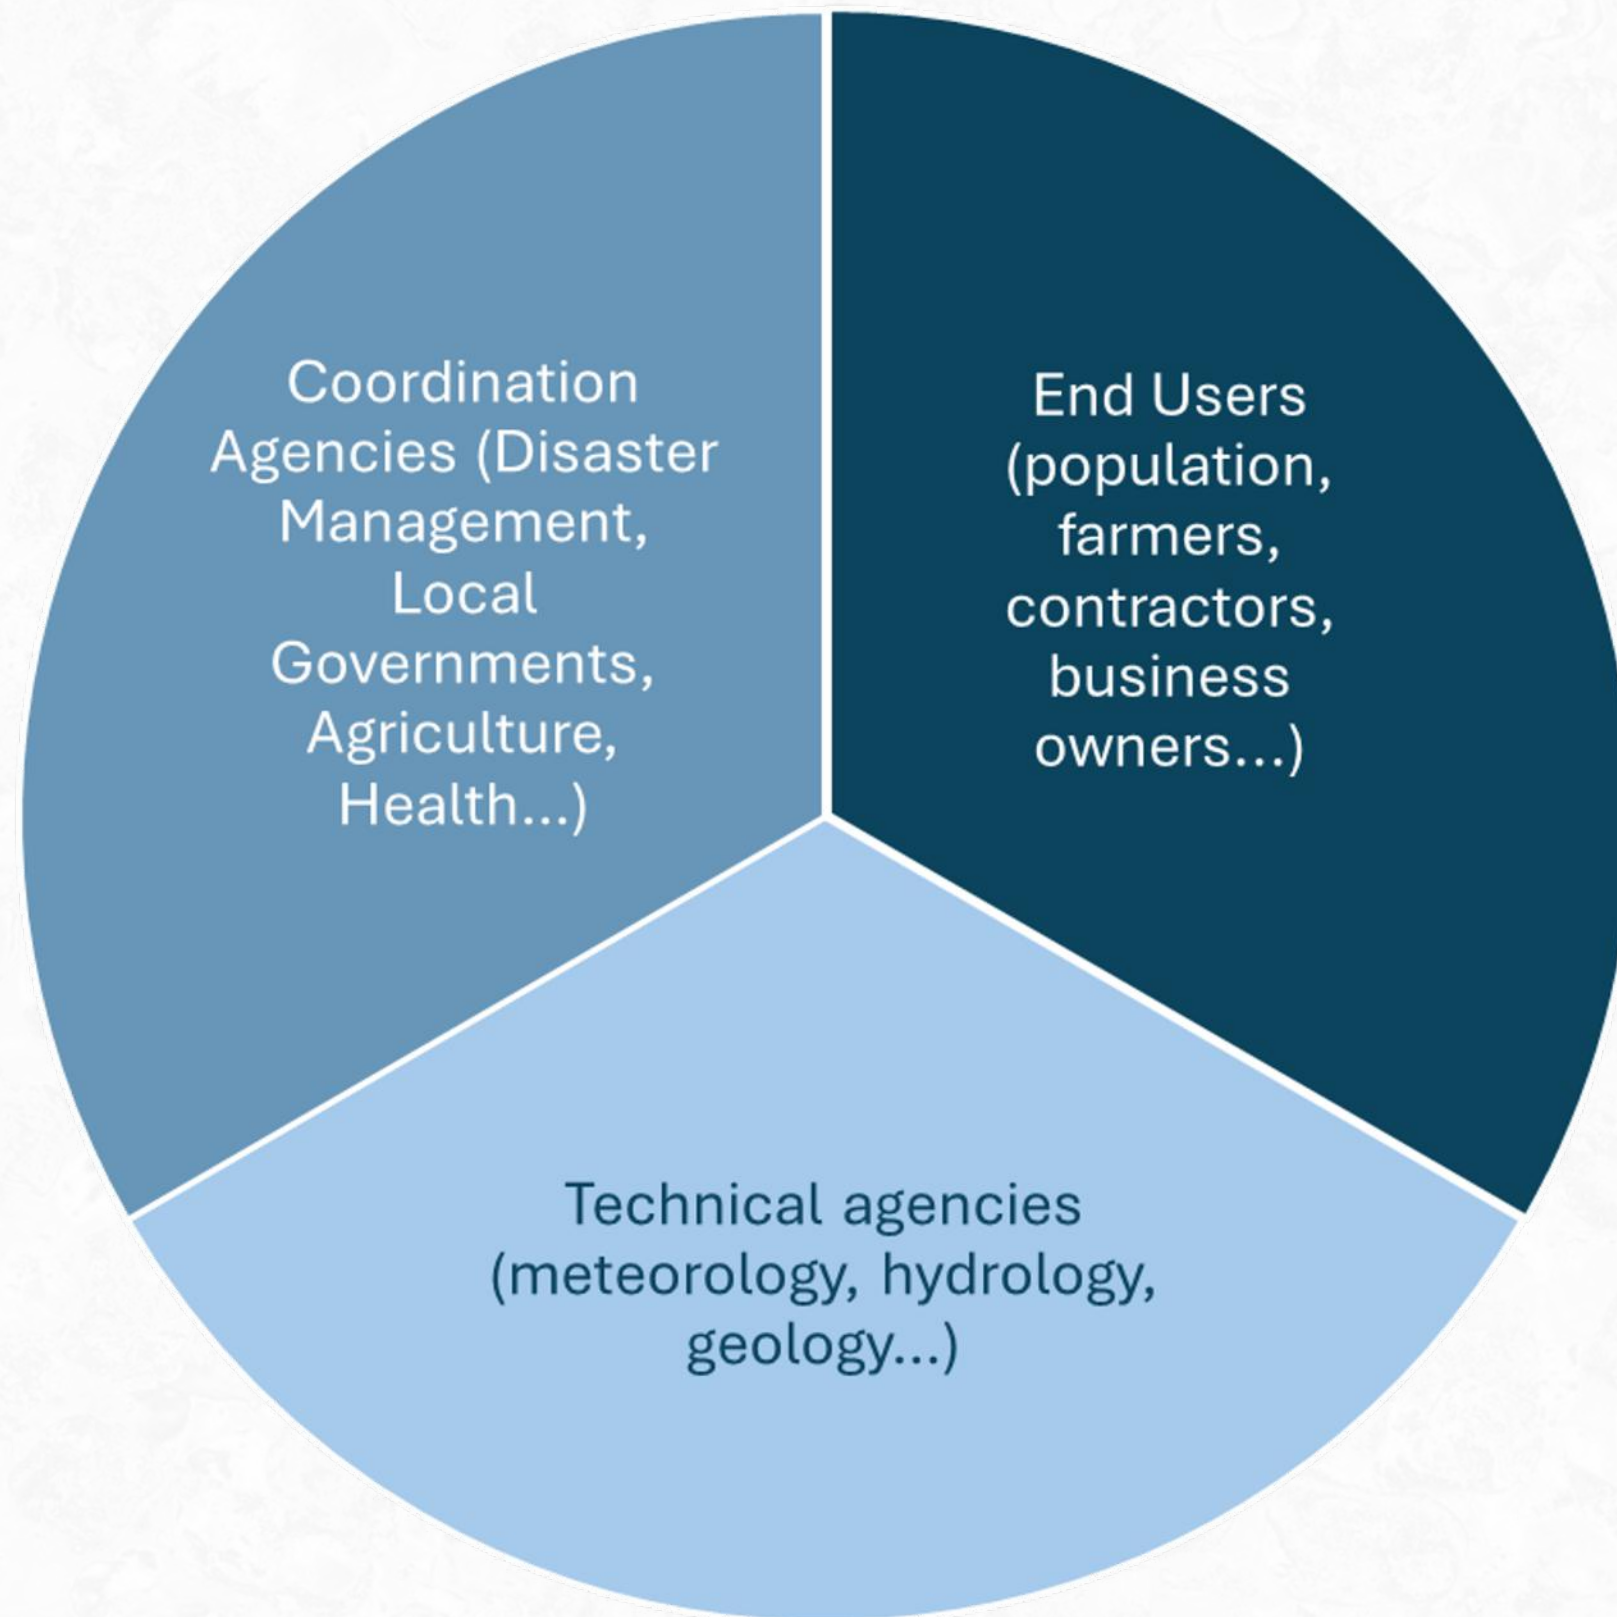 Coordination
Agencies (Disaster
Management,
Local
Governments,
Agriculture,
Health...)
End Users
(population,
farmers,
contractors,
business
owners...)
Technical agencies
(meteorology, hydrology,
geology...)